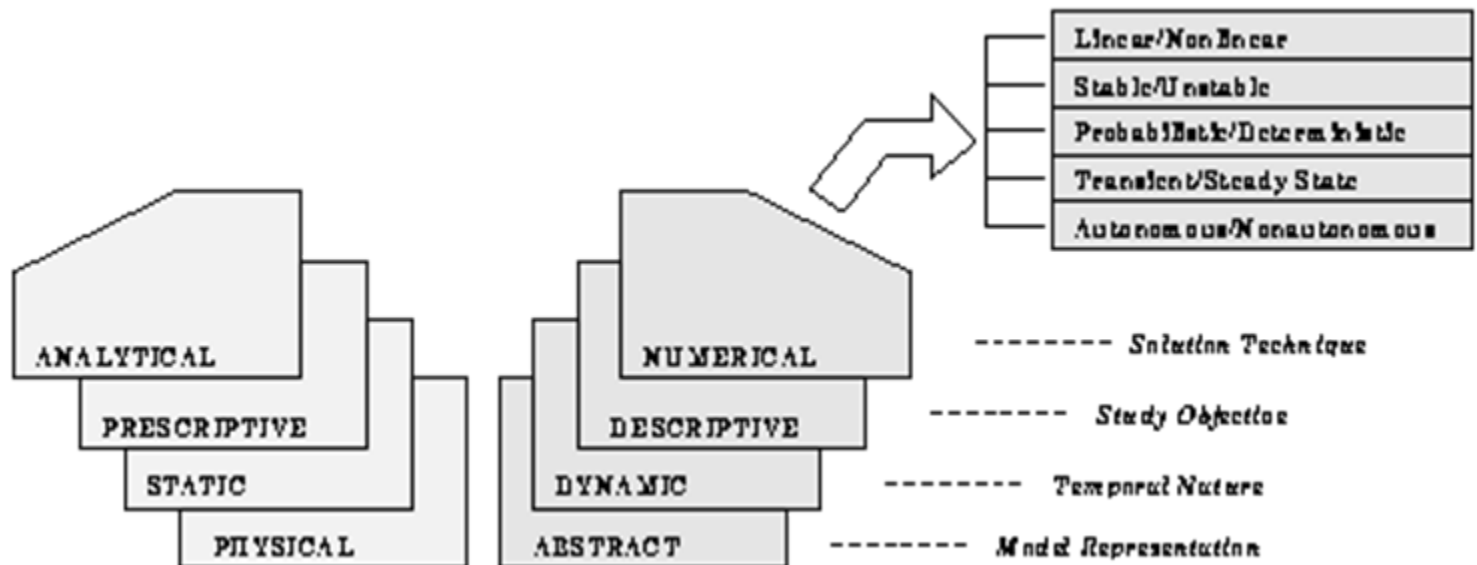 Linear/Nonlinear
Stable/Unstable
Probabilistic/Deterministic
Transient/Steady State
Autonomous/Nonautonomous
ANALYTICAL
NUMERICAL
Solution Technique
PRESCRIPTIVE
DESCRIPTIVE
Study Objective
STATIC
DYNAMIC
Temporal Nature
PHYSICAL
ABSTRACT
Model Representation